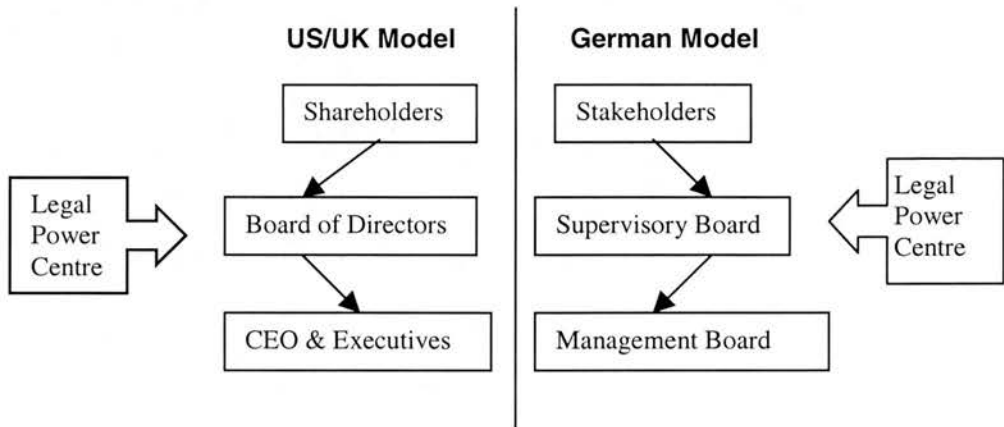 US/UK Model
Shareholders
Legal
Power
Centre
Board of Directors
CEO & Executives
German Model
Stakeholders
Supervisory Board
Legal
Power
Centre
Management Board